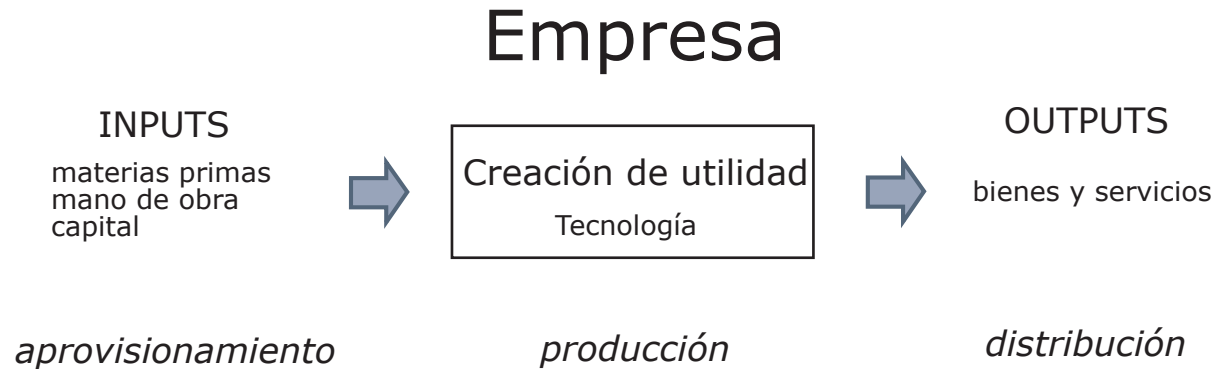 Empresa
INPUTS
materias primas
mano de obra
capital
Creación de utilidad
Tecnología
OUTPUTS
bienes y servicios
aprovisionamiento
producción
distribución